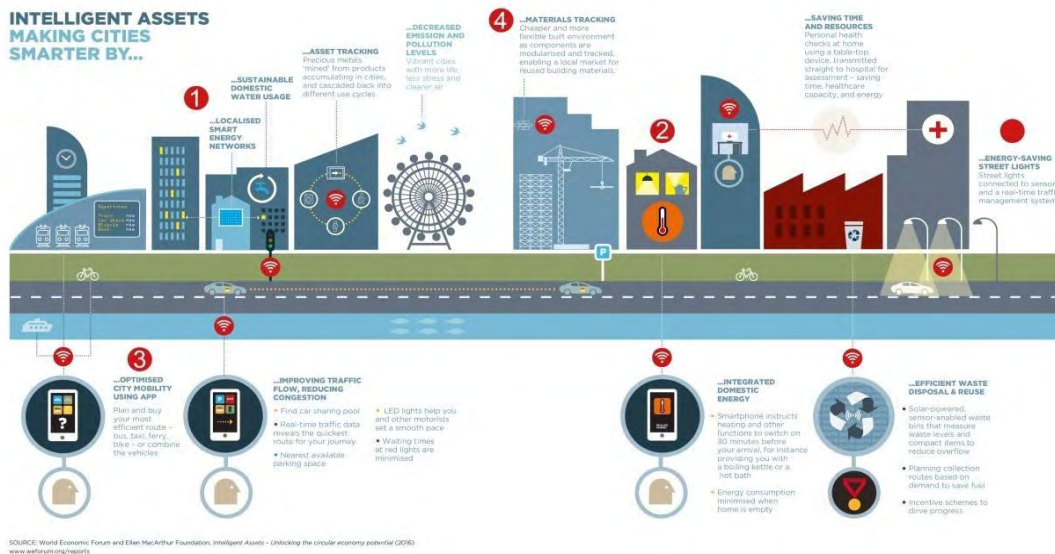 INTELLIGENT ASSETS
MAKING CITIES
SMARTER BY...
1
...LOCALISED
SMART
ENERGY
NETWORKS
...SUSTAINABLE
DOMESTIC
WATER USAGE
...ASSET TRACKING
Precious metals
'mined' from products
accumulating in cities,
and cascaded back into
different use cycles
...DECREASED
EMISSION AND
POLLUTION
LEVELS
Vibrant cities
with more life,
less stress and
clearer air
4
...MATERIALS TRACKING
Cheaper and more
flexible built environment
as components are
modularised and tracked,
enabling a local market for
reused building materials.
2
...SAVING TIME
AND RESOURCES
Personal health
checks at home
using a table-top
device, transmitted
straight to hospital for
assessment – saving
time, healthcare
capacity, and energy
...ENERGY-SAVING
STREET LIGHTS
Street lights
connected to sensor
and a real-time traffi
management system
Departures
P
3
...OPTIMISED
CITY MOBILITY
USING APP
Plan and buy
your most
efficient route –
bus, taxi, ferry,
bike – or combine
the vehicles
?
...IMPROVING TRAFFIC
FLOW, REDUCING
CONGESTION
• Find car sharing pool
• Real-time traffic data
reveals the quickest
route for your journey.
• Nearest available
parking space
• LED lights help you
and other motorists
set a smooth pace
• Waiting times
at red lights are
minimised
...INTEGRATED
DOMESTIC
ENERGY
• Smartphone instructs
heating and other
functions to switch on
30 minutes before
your arrival, for instance
providing you with
a boiling kettle or a
hot bath
• Energy consumption
minimised when
home is empty
...EFFICIENT WASTE
DISPOSAL & REUSE
• Solar-powered,
sensor-enabled waste
bins that measure
waste levels and
compact items to
reduce overflow
• Planning collection
routes based on
demand to save fuel
• Incentive schemes to
dirve progress
SOURCE: World Economic Forum and Ellen MacArthur Foundation, Intelligent Assets – Unlocking the circular economy potential (2016)
www.weforum.org/reports